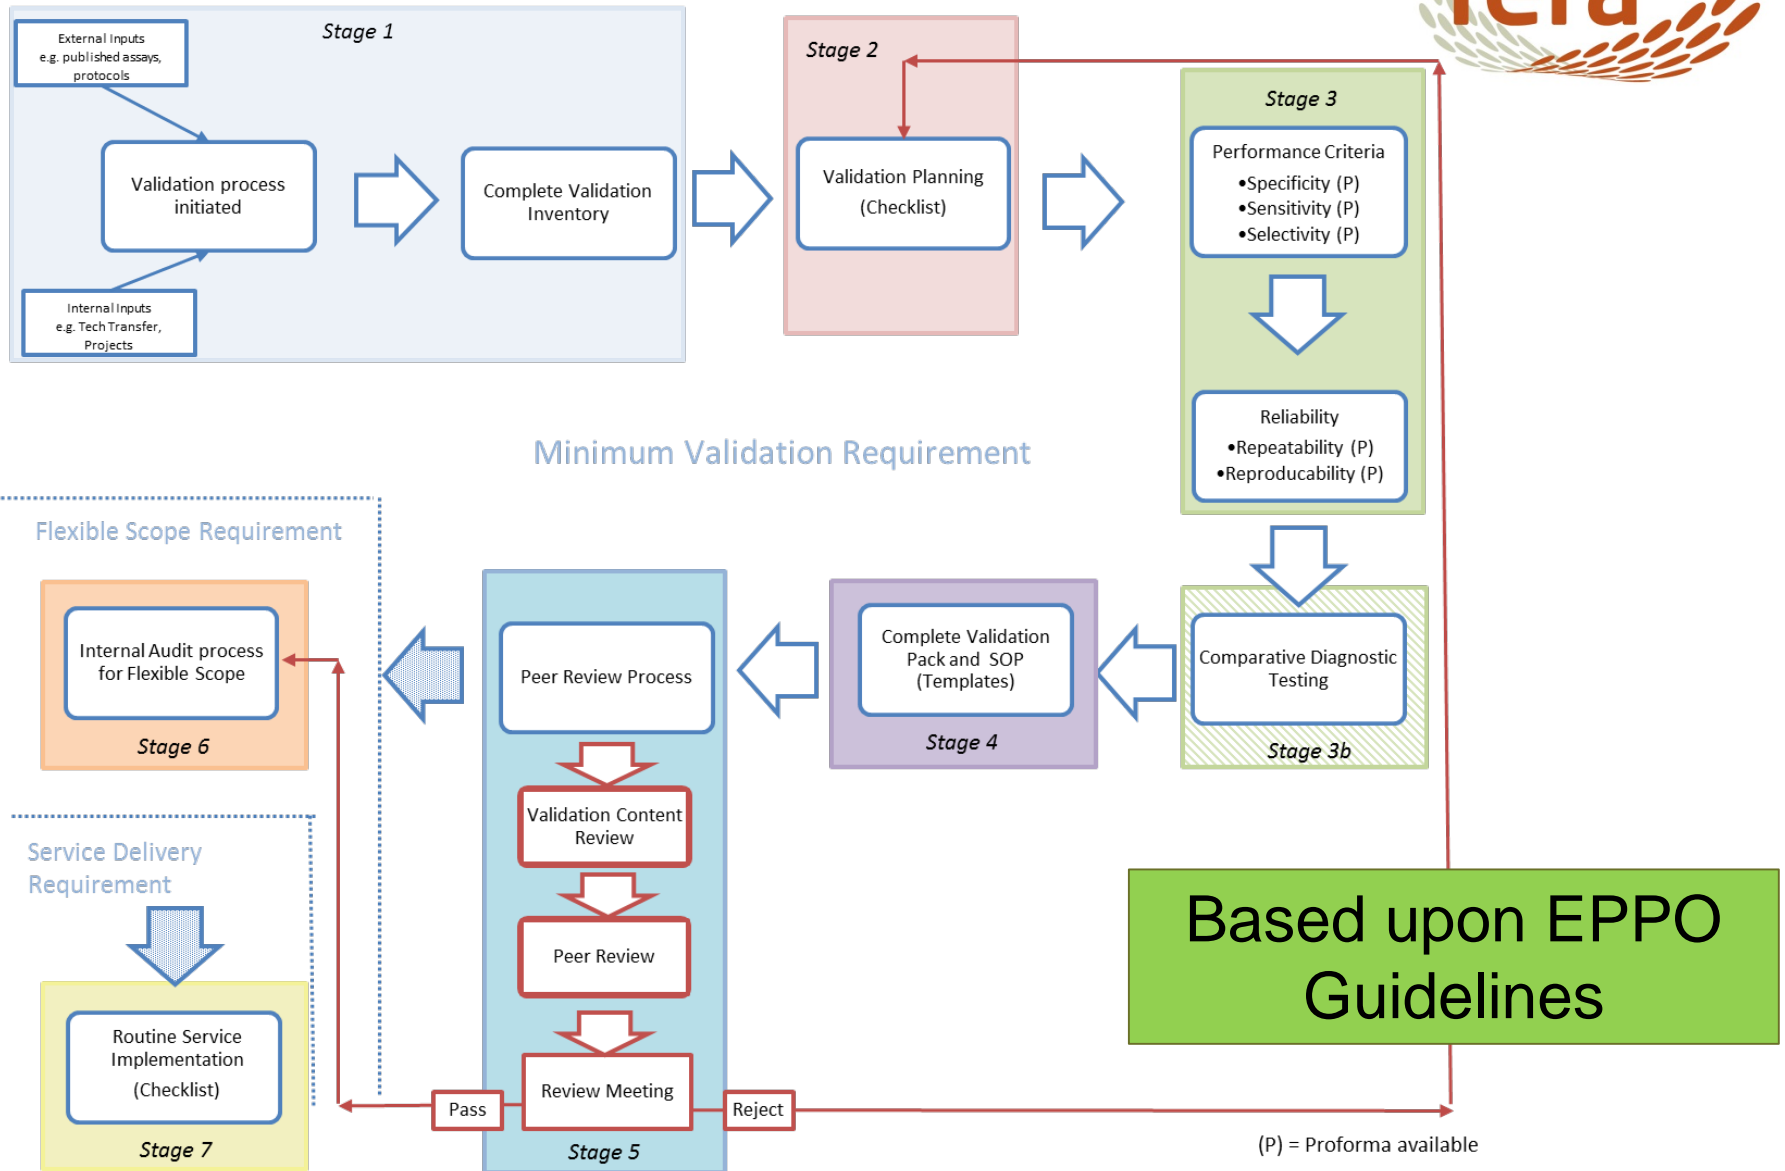 fera
External Inputs
e.g. published assays,
protocols
Stage 1
Validation process
initiated
Complete Validation
Inventory
Internal Inputs
e.g. Tech Transfer,
Projects
Stage 2
Validation Planning
(Checklist)
Stage 3
Performance Criteria
•Specificity (P)
•Sensitivity (P)
•Selectivity (P)
Reliability
•Repeatability (P)
•Reproducability (P)
Minimum Validation Requirement
Flexible Scope Requirement
Internal Audit process
for Flexible Scope
Stage 6
Peer Review Process
Complete Validation
Pack and SOP
(Templates)
Stage 4
Comparative Diagnostic
Testing
Stage 3b
Validation Content
Review
Peer Review
Review Meeting
Pass
Reject
Stage 5
Service Delivery
Requirement
Routine Service
Implementation
(Checklist)
Stage 7
Based upon EPPO
Guidelines
(P) = Proforma available